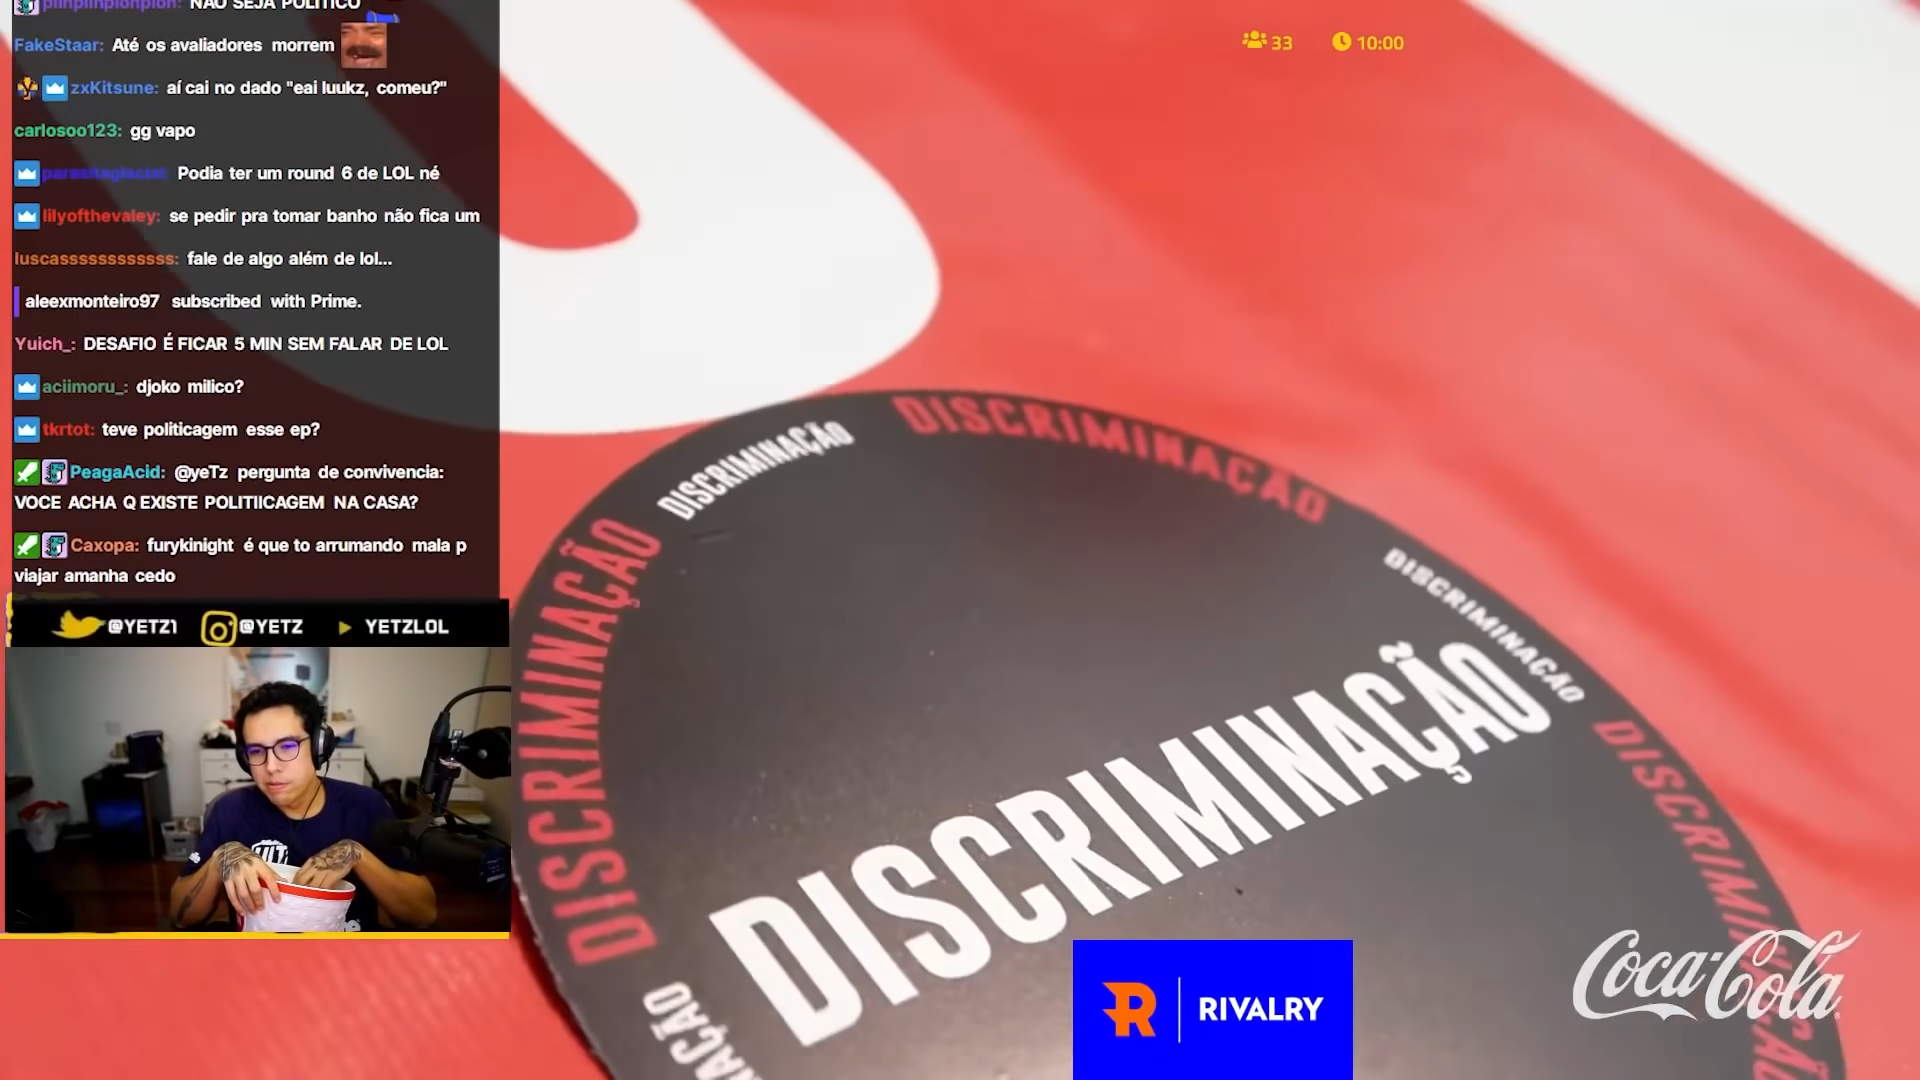 plinplinplonplon: NÃO SEJA POLITICO
FakeStaar: Até os avaliadores morrem
zxKitsune: aí cai no dado "eai luukz, comeu?"
carlosoo123: gg vapo
Podia ter um round 6 de LOL né
lilyofthevaley: se pedir pra tomar banho não fica um
luscasssssssssss: fale de algo além de lol...
aleexmonteiro97 subscribed with Prime.
Yuich_: DESAFIO É FICAR 5 MIN SEM FALAR DE LOL
aciimoru_: djoko milico?
tkrtot: teve politicagem esse ep?
PeagaAcid: @yeTz pergunta de convivencia:
VOCE ACHA Q EXISTE POLITIICAGEM NA CASA?
Caxopa: furykinight é que to arrumando mala p
viajar amanha cedo
@YETZ1 @YETZ YETZLOL
33 10:00
DISCRIMINAÇÃO
DISCRIMINAÇÃO
DISCRIMINAÇÃO
DISCRIMINAÇÃO
DISCRIMINAÇÃO
DISCRIMINAÇÃO
NAÇÃO
R RIVALRY
Coca-Cola